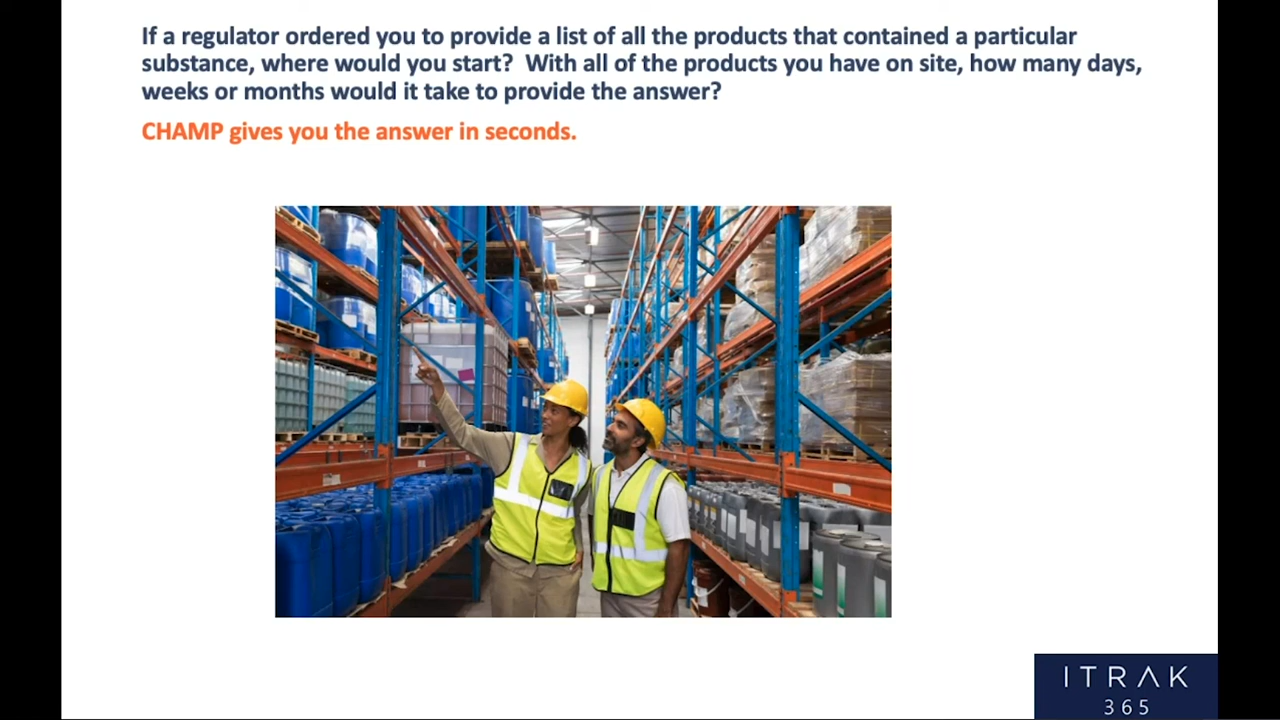 If a regulator ordered you to provide a list of all the products that contained a particular
substance, where would you start?  With all of the products you have on site, how many days,
weeks or months would it take to provide the answer?
CHAMP gives you the answer in seconds.
ITRΛK
365